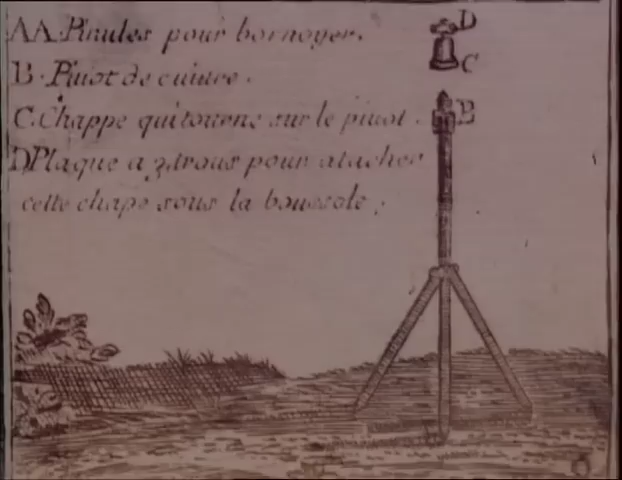 AA. Pinules pour bornoyer.
B. Pivot de cuivre.
C. Chappe qui tourne sur le pivot.
D Plaque a 3 trous pour atacher
cette chape sous la boussole.
D
C
B